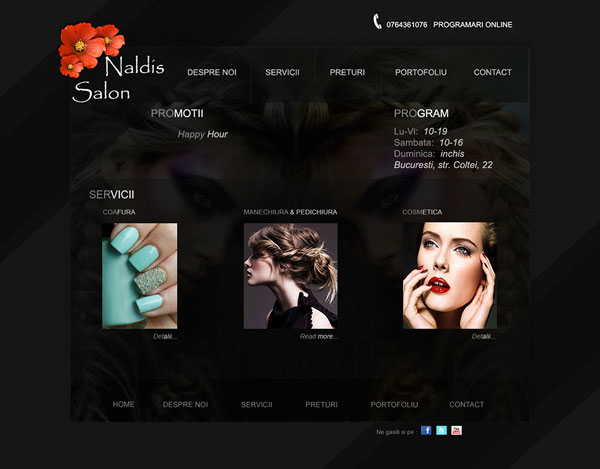 0764361076 PROGRAMARI ONLINE
Naldis
Salon
DESPRE NOI SERVICII PRETURI PORTOFOLIU CONTACT
PROMOTII
Happy Hour
PROGRAM
Lu-Vi: 10-19
Sambata: 10-16
Duminica: inchis
Bucuresti, str. Coltei, 22
SERVICII
COAFURA MANECHIURA & PEDICHIURA COSMETICA
Detalii... Read more... Detalii...
HOME DESPRE NOI SERVICII PRETURI PORTOFOLIU CONTACT
Ne gasiti si pe :